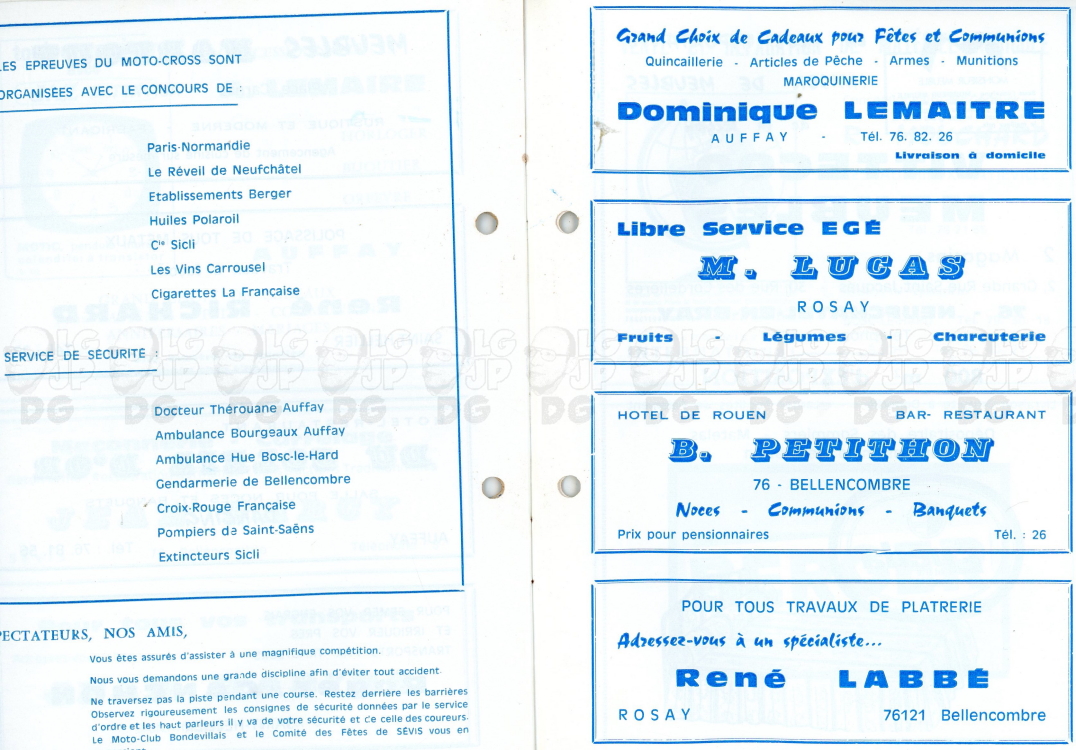 LES EPREUVES DU MOTO-CROSS SONT
ORGANISÉES AVEC LE CONCOURS DE :
Paris-Normandie
Le Réveil de Neufchâtel
Etablissements Berger
Huiles Polaroil
Cie Sicli
Les Vins Carrousel
Cigarettes La Française
SERVICE DE SECURITE :
Docteur Thérouane Auffay
Ambulance Bourgeaux Auffay
Ambulance Hue Bosc-le-Hard
Gendarmerie de Bellencombre
Croix-Rouge Française
Pompiers de Saint-Saëns
Extincteurs Sicli
PECTATEURS, NOS AMIS,
Vous êtes assurés d'assister à une magnifique compétition.
Nous vous demandons une grande discipline afin d'éviter tout accident.
Ne traversez pas la piste pendant une course. Restez derrière les barrières
Observez rigoureusement les consignes de sécurité données par le service
d'ordre et les haut parleurs il y va de votre sécurité et de celle des coureurs.
Le Moto-Club Bondevillais et le Comité des Fêtes de SÉVIS vous en
Grand Choix de Cadeaux pour Fêtes et Communions
Quincaillerie - Articles de Pêche - Armes - Munitions
MAROQUINERIE
Dominique LEMAITRE
AUFFAY - Tél. 76. 82. 26
Livraison à domicile
Libre Service EGÉ
M. LUCAS
ROSAY
Fruits - Légumes - Charcuterie
HOTEL DE ROUEN BAR- RESTAURANT
B. PETITHON
76 - BELLENCOMBRE
Noces - Communions - Banquets
Prix pour pensionnaires Tél. : 26
POUR TOUS TRAVAUX DE PLATRERIE
Adressez-vous à un spécialiste...
René LABBÉ
ROSAY 76121 Bellencombre
LG JP DG